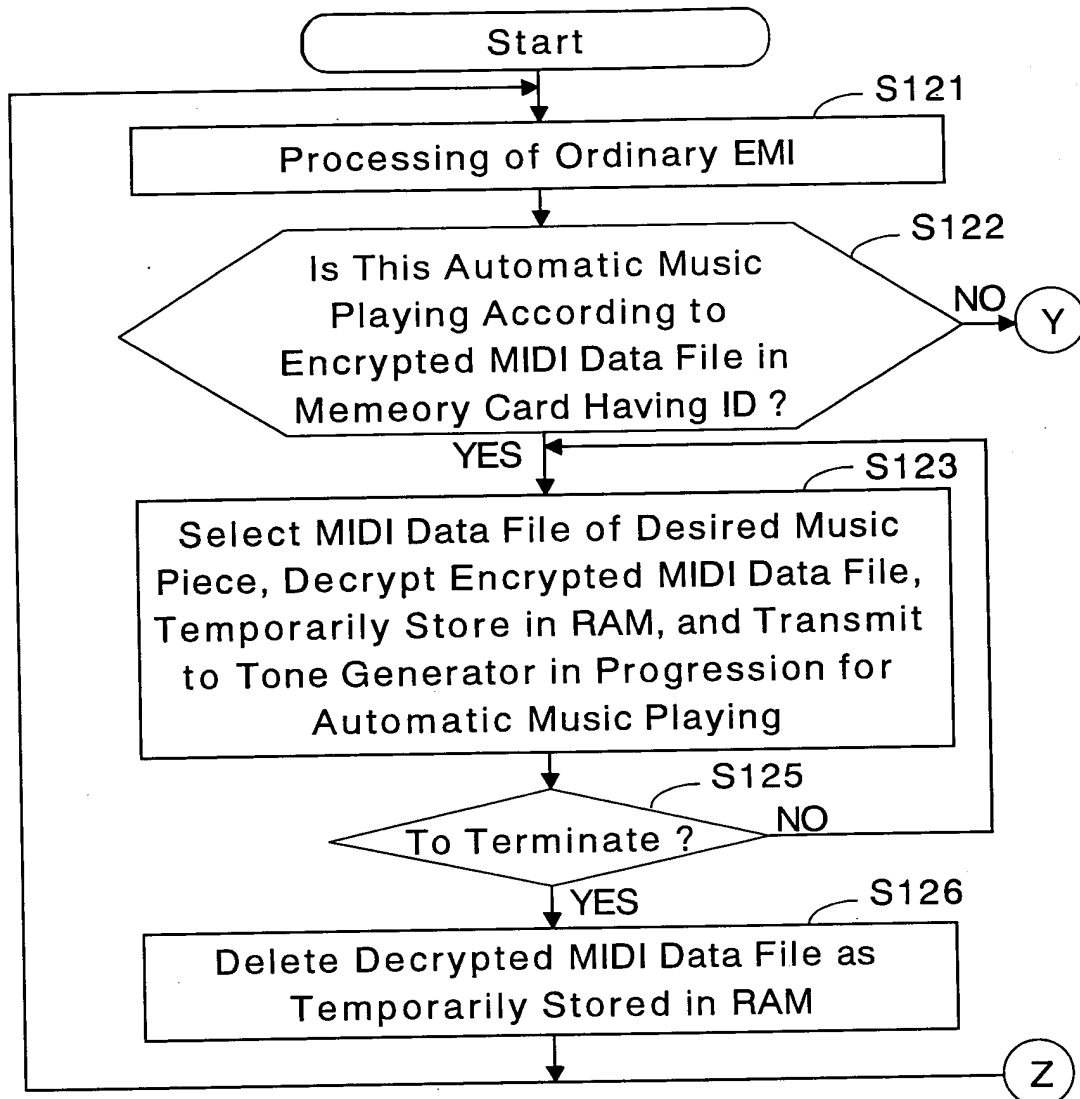 Start
S121
Processing of Ordinary EMI
S122
Is This Automatic Music
Playing According to
Encrypted MIDI Data File in
Memeory Card Having ID ?
NO
Y
YES
S123
Select MIDI Data File of Desired Music
Piece, Decrypt Encrypted MIDI Data File,
Temporarily Store in RAM, and Transmit
to Tone Generator in Progression for
Automatic Music Playing
S125
To Terminate ?
NO
YES
S126
Delete Decrypted MIDI Data File as
Temporarily Stored in RAM
Z